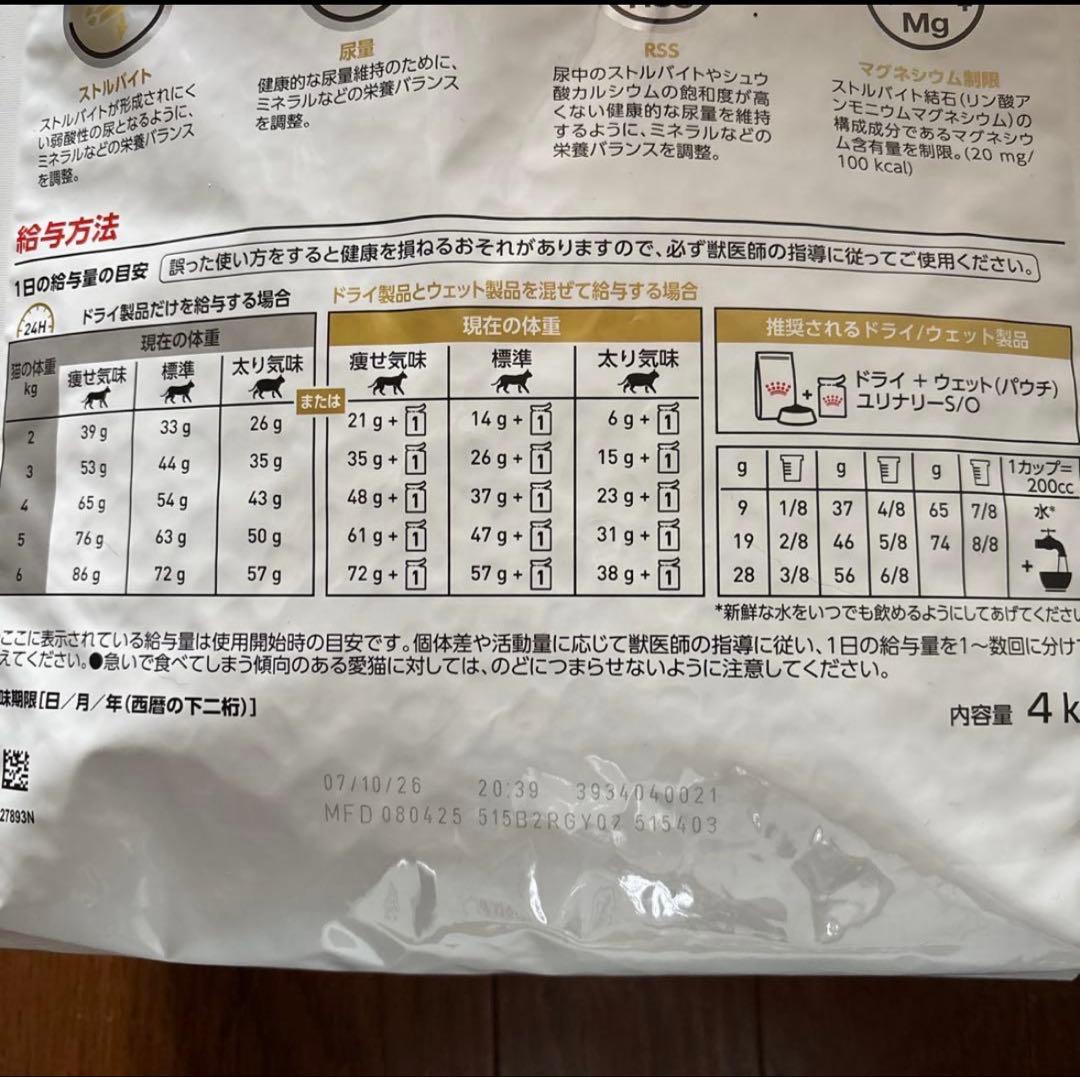 Mg
ストルバイト
ストルバイトが形成されにく
い弱酸性の尿となるように、
ミネラルなどの栄養バランス
を調整。
尿量
健康的な尿量維持のために、
ミネラルなどの栄養バランス
を調整。
RSS
尿中のストルバイトやシュウ
酸カルシウムの飽和度が高
くない健康的な尿量を維持
するように、ミネラルなどの
栄養バランスを調整。
マグネシウム制限
ストルバイト結石(リン酸ア
ンモニウムマグネシウム)の
構成成分であるマグネシウ
ム含有量を制限。(20 mg/
100 kcal)
給与方法
1日の給与量の目安 誤った使い方をすると健康を損ねるおそれがありますので、必ず獣医師の指導に従ってご使用ください。
24H ドライ製品だけを給与する場合
猫の体重 kg 現在の体重
痩せ気味 標準 太り気味
2 39 g 33 g 26 g
3 53 g 44 g 35 g
4 65 g 54 g 43 g
5 76 g 63 g 50 g
6 86 g 72 g 57 g
または
ドライ製品とウェット製品を混ぜて給与する場合
現在の体重
痩せ気味 標準 太り気味
21 g + 1 14 g + 1 6 g + 1
35 g + 1 26 g + 1 15 g + 1
48 g + 1 37 g + 1 23 g + 1
61 g + 1 47 g + 1 31 g + 1
72 g + 1 57 g + 1 38 g + 1
推奨されるドライ/ウェット製品
+ ドライ + ウェット(パウチ)
ユリナリーS/O
g g g 1カップ=
200cc
9 1/8 37 4/8 65 7/8 水*
19 2/8 46 5/8 74 8/8
28 3/8 56 6/8 +
*新鮮な水をいつでも飲めるようにしてあげてくださ
ここに表示されている給与量は使用開始時の目安です。個体差や活動量に応じて獣医師の指導に従い、1日の給与量を1〜数回に分け
えてください。●急いで食べてしまう傾向のある愛猫に対しては、のどにつまらせないように注意してください。
味期限[日/月/年(西暦の下二桁)]
内容量 4 k
27893N
07/10/26 20:39 3934040021
MFD 080425 515B2RGY02 515403